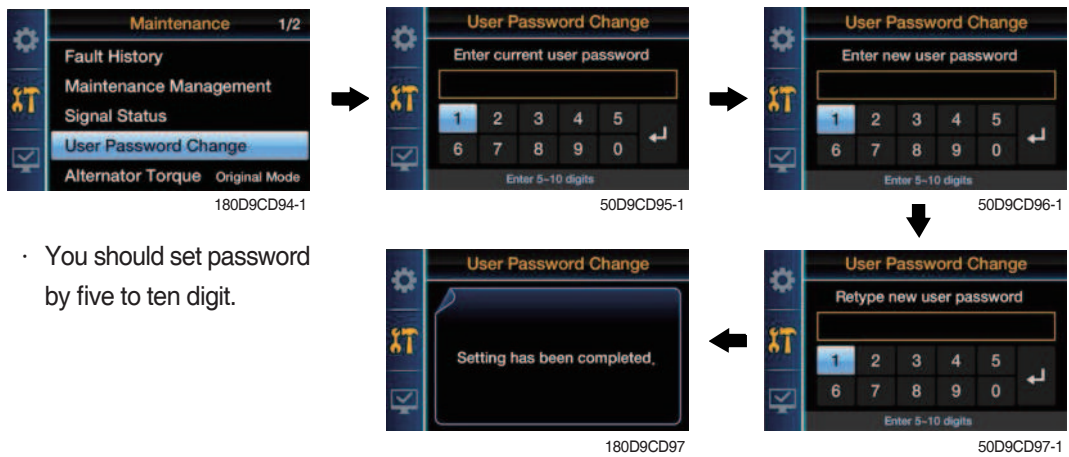 Maintenance 1/2
Fault History
Maintenance Management
Signal Status
User Password Change
Alternator Torque Original Mode
180D9CD94-1
User Password Change
Enter current user password
1 2 3 4 5
6 7 8 9 0
Enter 5~10 digits
50D9CD95-1
User Password Change
Enter new user password
1 2 3 4 5
6 7 8 9 0
Enter 5~10 digits
50D9CD96-1
· You should set password
by five to ten digit.
User Password Change
Retype new user password
1 2 3 4 5
6 7 8 9 0
Enter 5~10 digits
50D9CD97-1
User Password Change
Setting has been completed.
180D9CD97